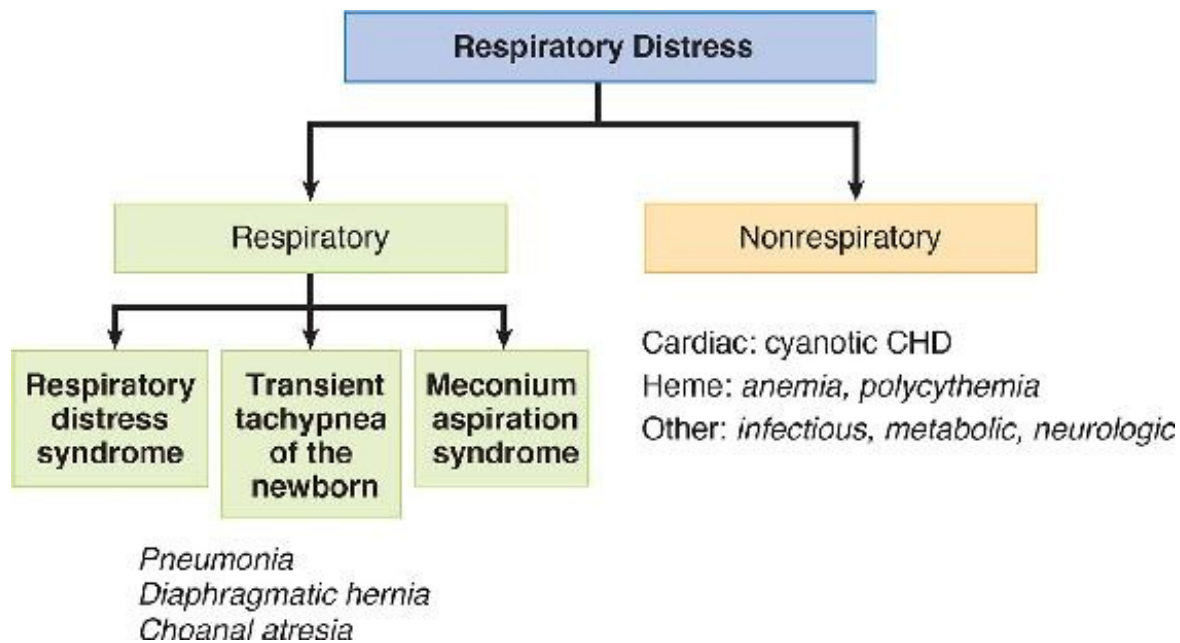 Respiratory Distress
Respiratory
Nonrespiratory
Respiratory
distress
syndrome
Transient
tachypnea
of the
newborn
Meconium
aspiration
syndrome
Cardiac: cyanotic CHD
Heme: anemia, polycythemia
Other: infectious, metabolic, neurologic
Pneumonia
Diaphragmatic hernia
Choanal atresia